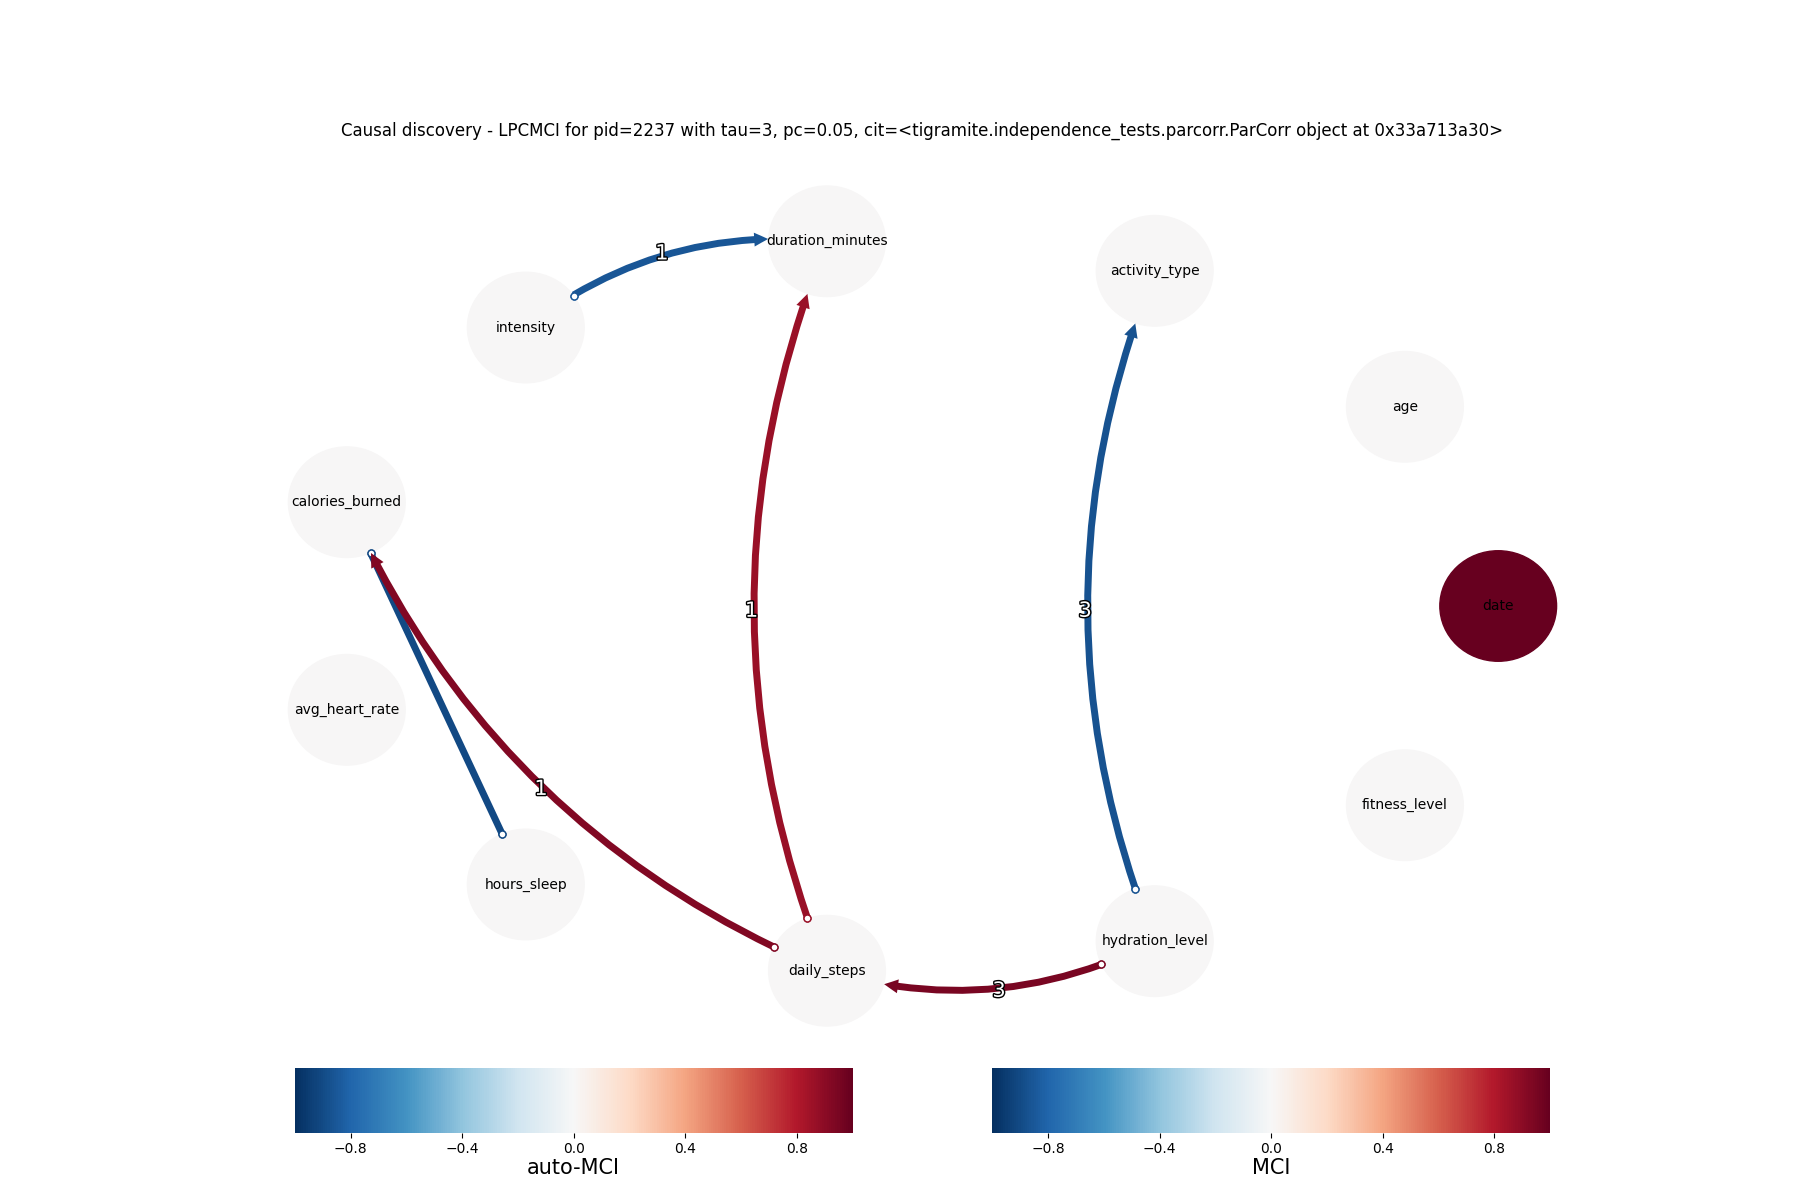 Causal discovery - LPCMCI for pid=2237 with tau=3, pc=0.05, cit=<tigramite.independence_tests.parcorr.ParCorr object at 0x33a713a30>
duration_minutes
1
activity_type
intensity
age
calories_burned
date
1
3
avg_heart_rate
1
fitness_level
hours_sleep
hydration_level
daily_steps
3
−0.8 −0.4 0.0 0.4 0.8
auto-MCI
−0.8 −0.4 0.0 0.4 0.8
MCI